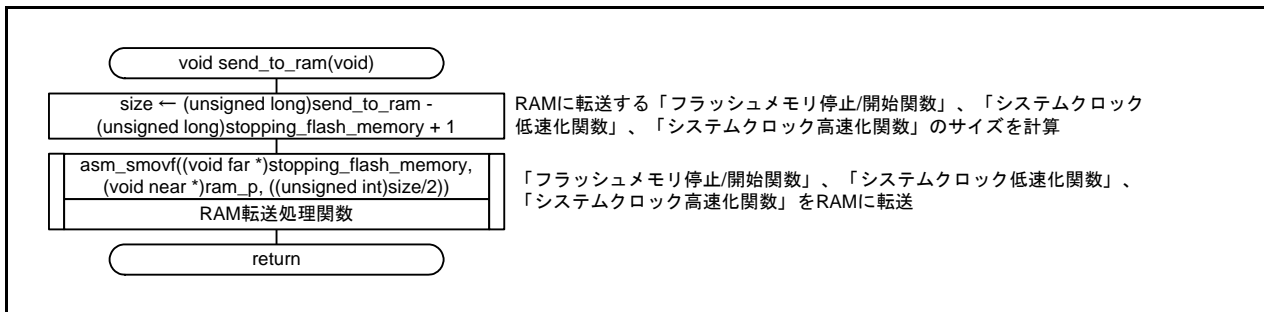 void send_to_ram(void)
size ← (unsigned long)send_to_ram -
(unsigned long)stopping_flash_memory + 1
RAMに転送する「フラッシュメモリ停止/開始関数」、「システムクロック
低速化関数」、「システムクロック高速化関数」のサイズを計算
asm_smovf((void far *)stopping_flash_memory,
(void near *)ram_p, ((unsigned int)size/2))
RAM転送処理関数
「フラッシュメモリ停止/開始関数」、「システムクロック低速化関数」、
「システムクロック高速化関数」をRAMに転送
return